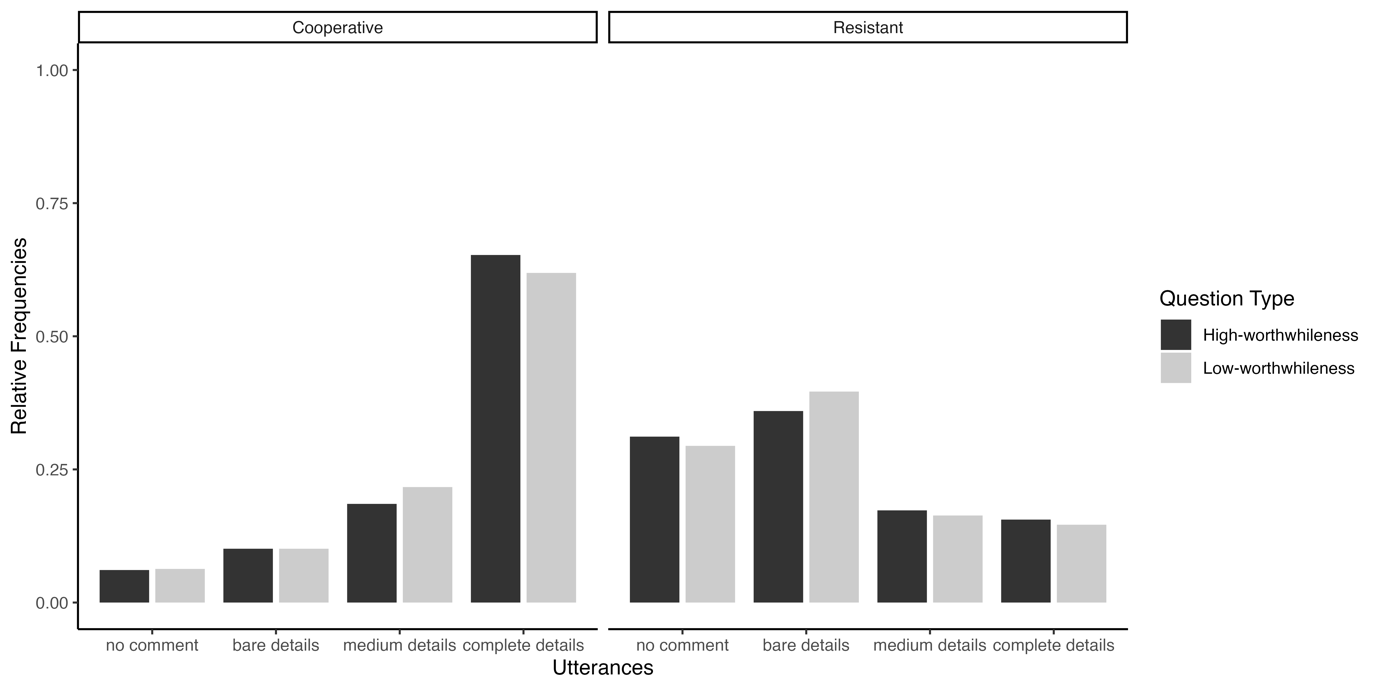 Cooperative
Resistant
1.00
0.75
0.50
0.25
0.00
Relative Frequencies
no comment bare details medium details complete details
no comment bare details medium details complete details
Utterances
Question Type
High-worthwhileness
Low-worthwhileness